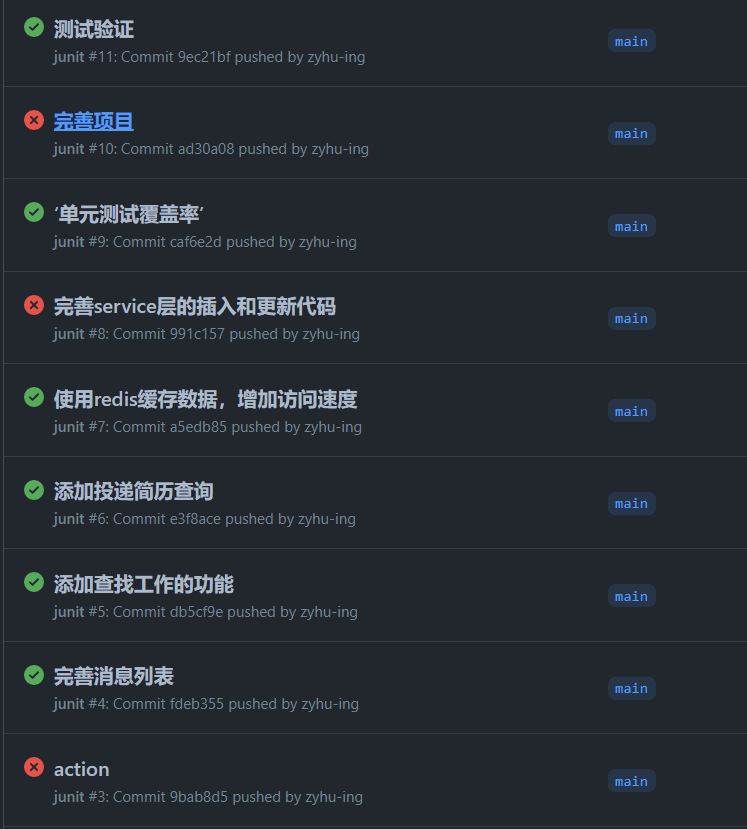 测试验证
main
junit #11: Commit 9ec21bf pushed by zyhu-ing
完善项目
main
junit #10: Commit ad30a08 pushed by zyhu-ing
‘单元测试覆盖率’
main
junit #9: Commit caf6e2d pushed by zyhu-ing
完善service层的插入和更新代码
main
junit #8: Commit 991c157 pushed by zyhu-ing
使用redis缓存数据，增加访问速度
main
junit #7: Commit a5edb85 pushed by zyhu-ing
添加投递简历查询
main
junit #6: Commit e3f8ace pushed by zyhu-ing
添加查找工作的功能
main
junit #5: Commit db5cf9e pushed by zyhu-ing
完善消息列表
main
junit #4: Commit fdeb355 pushed by zyhu-ing
action
main
junit #3: Commit 9bab8d5 pushed by zyhu-ing